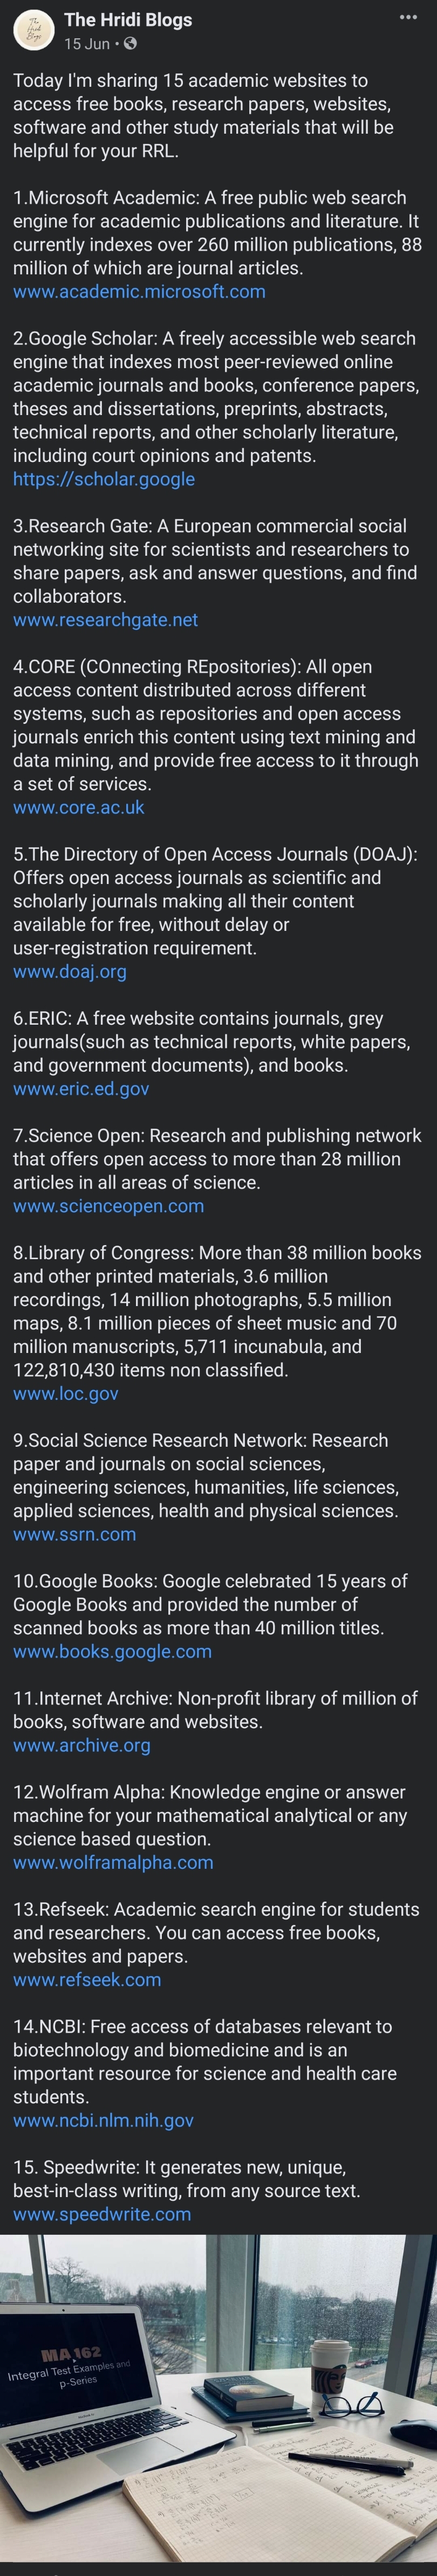 The Hridi Blogs
15 Jun •
Today I'm sharing 15 academic websites to
access free books, research papers, websites,
software and other study materials that will be
helpful for your RRL.
1.Microsoft Academic: A free public web search
engine for academic publications and literature. It
currently indexes over 260 million publications, 88
million of which are journal articles.
www.academic.microsoft.com
2.Google Scholar: A freely accessible web search
engine that indexes most peer-reviewed online
academic journals and books, conference papers,
theses and dissertations, preprints, abstracts,
technical reports, and other scholarly literature,
including court opinions and patents.
https://scholar.google
3.Research Gate: A European commercial social
networking site for scientists and researchers to
share papers, ask and answer questions, and find
collaborators.
www.researchgate.net
4.CORE (COnnecting REpositories): All open
access content distributed across different
systems, such as repositories and open access
journals enrich this content using text mining and
data mining, and provide free access to it through
a set of services.
www.core.ac.uk
5.The Directory of Open Access Journals (DOAJ):
Offers open access journals as scientific and
scholarly journals making all their content
available for free, without delay or
user-registration requirement.
www.doaj.org
6.ERIC: A free website contains journals, grey
journals(such as technical reports, white papers,
and government documents), and books.
www.eric.ed.gov
7.Science Open: Research and publishing network
that offers open access to more than 28 million
articles in all areas of science.
www.scienceopen.com
8.Library of Congress: More than 38 million books
and other printed materials, 3.6 million
recordings, 14 million photographs, 5.5 million
maps, 8.1 million pieces of sheet music and 70
million manuscripts, 5,711 incunabula, and
122,810,430 items non classified.
www.loc.gov
9.Social Science Research Network: Research
paper and journals on social sciences,
engineering sciences, humanities, life sciences,
applied sciences, health and physical sciences.
www.ssrn.com
10.Google Books: Google celebrated 15 years of
Google Books and provided the number of
scanned books as more than 40 million titles.
www.books.google.com
11.Internet Archive: Non-profit library of million of
books, software and websites.
www.archive.org
12.Wolfram Alpha: Knowledge engine or answer
machine for your mathematical analytical or any
science based question.
www.wolframalpha.com
13.Refseek: Academic search engine for students
and researchers. You can access free books,
websites and papers.
www.refseek.com
14.NCBI: Free access of databases relevant to
biotechnology and biomedicine and is an
important resource for science and health care
students.
www.ncbi.nlm.nih.gov
15. Speedwrite: It generates new, unique,
best-in-class writing, from any source text.
www.speedwrite.com
MA 162
Integral Test Examples and
p-Series